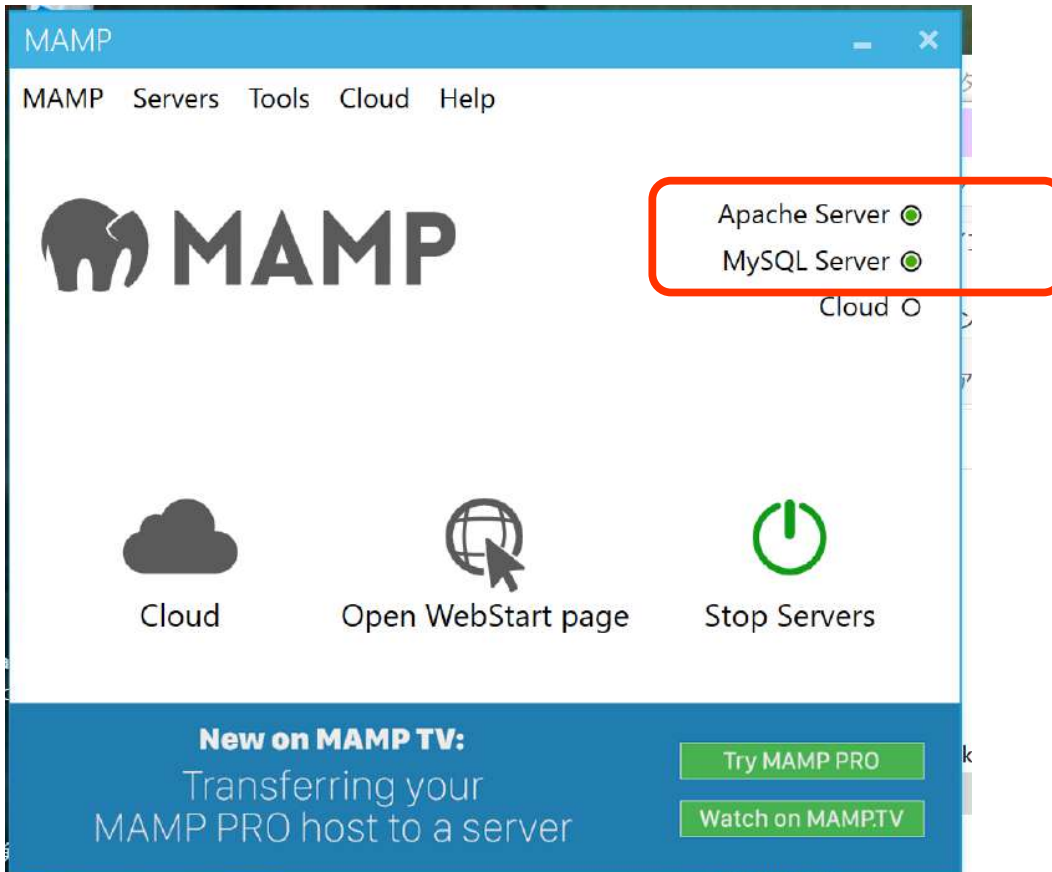 MAMP
MAMP Servers Tools Cloud Help
MAMP
Apache Server
MySQL Server
Cloud
Cloud
Open WebStart page
Stop Servers
New on MAMP TV:
Transferring your
MAMP PRO host to a server
Try MAMP PRO
Watch on MAMP.TV